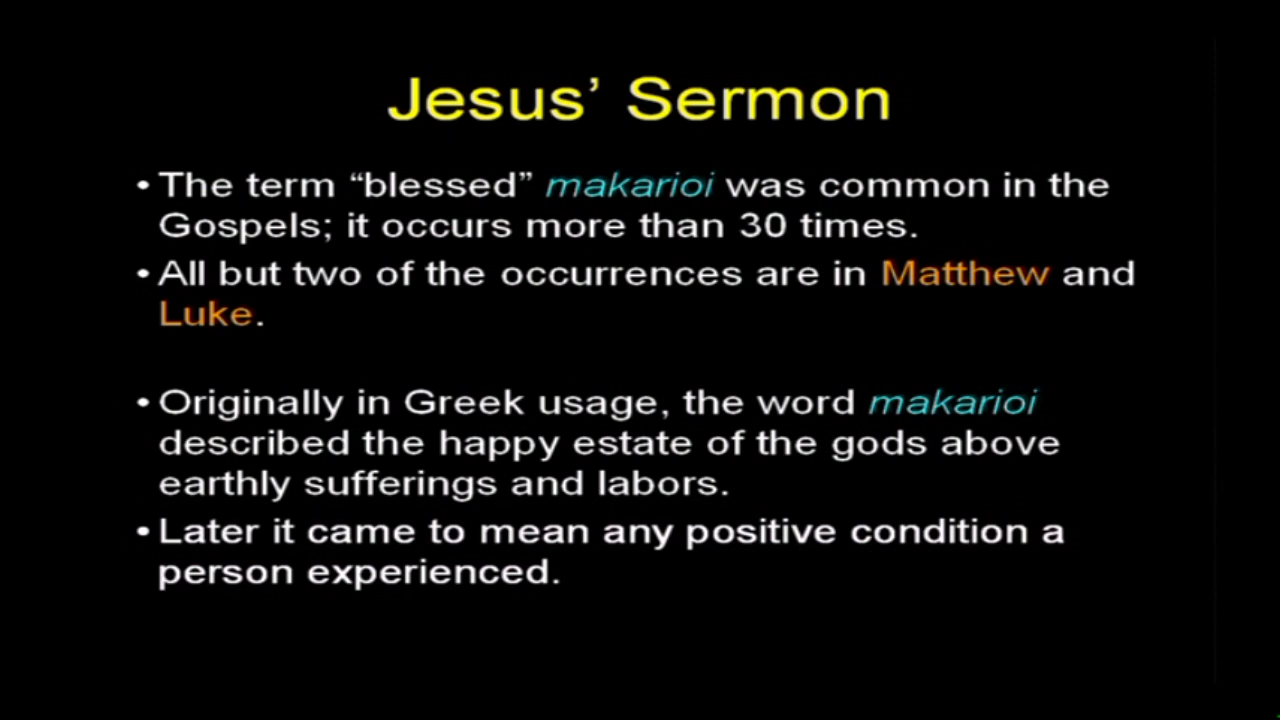 Jesus’ Sermon
• The term “blessed” makarioi was common in the
Gospels; it occurs more than 30 times.
• All but two of the occurrences are in Matthew and
Luke.
• Originally in Greek usage, the word makarioi
described the happy estate of the gods above
earthly sufferings and labors.
• Later it came to mean any positive condition a
person experienced.